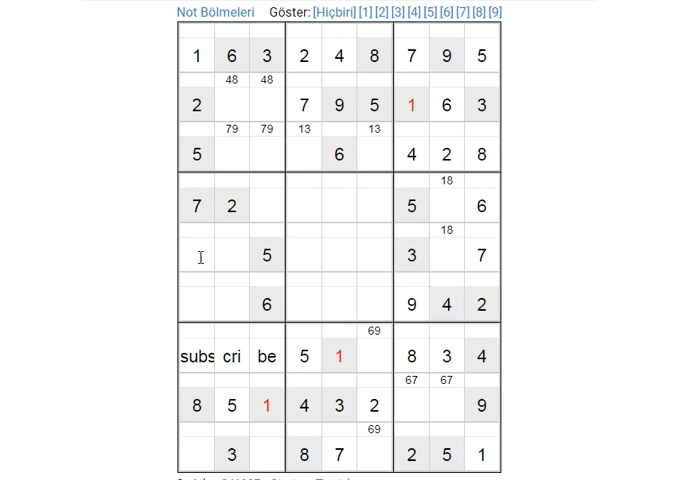 Not Bölmeleri Göster: [Hiçbiri] [1] [2] [3] [4] [5] [6] [7] [8] [9]
1 6 3 2 4 8 7 9 5
48 48
2 7 9 5 1 6 3
79 79 13 13
5 6 4 2 8
18
7 2 5 6
18
5 3 7
6 9 4 2
69
subs cri be 5 1 8 3 4
67 67
8 5 1 4 3 2 9
69
3 8 7 2 5 1